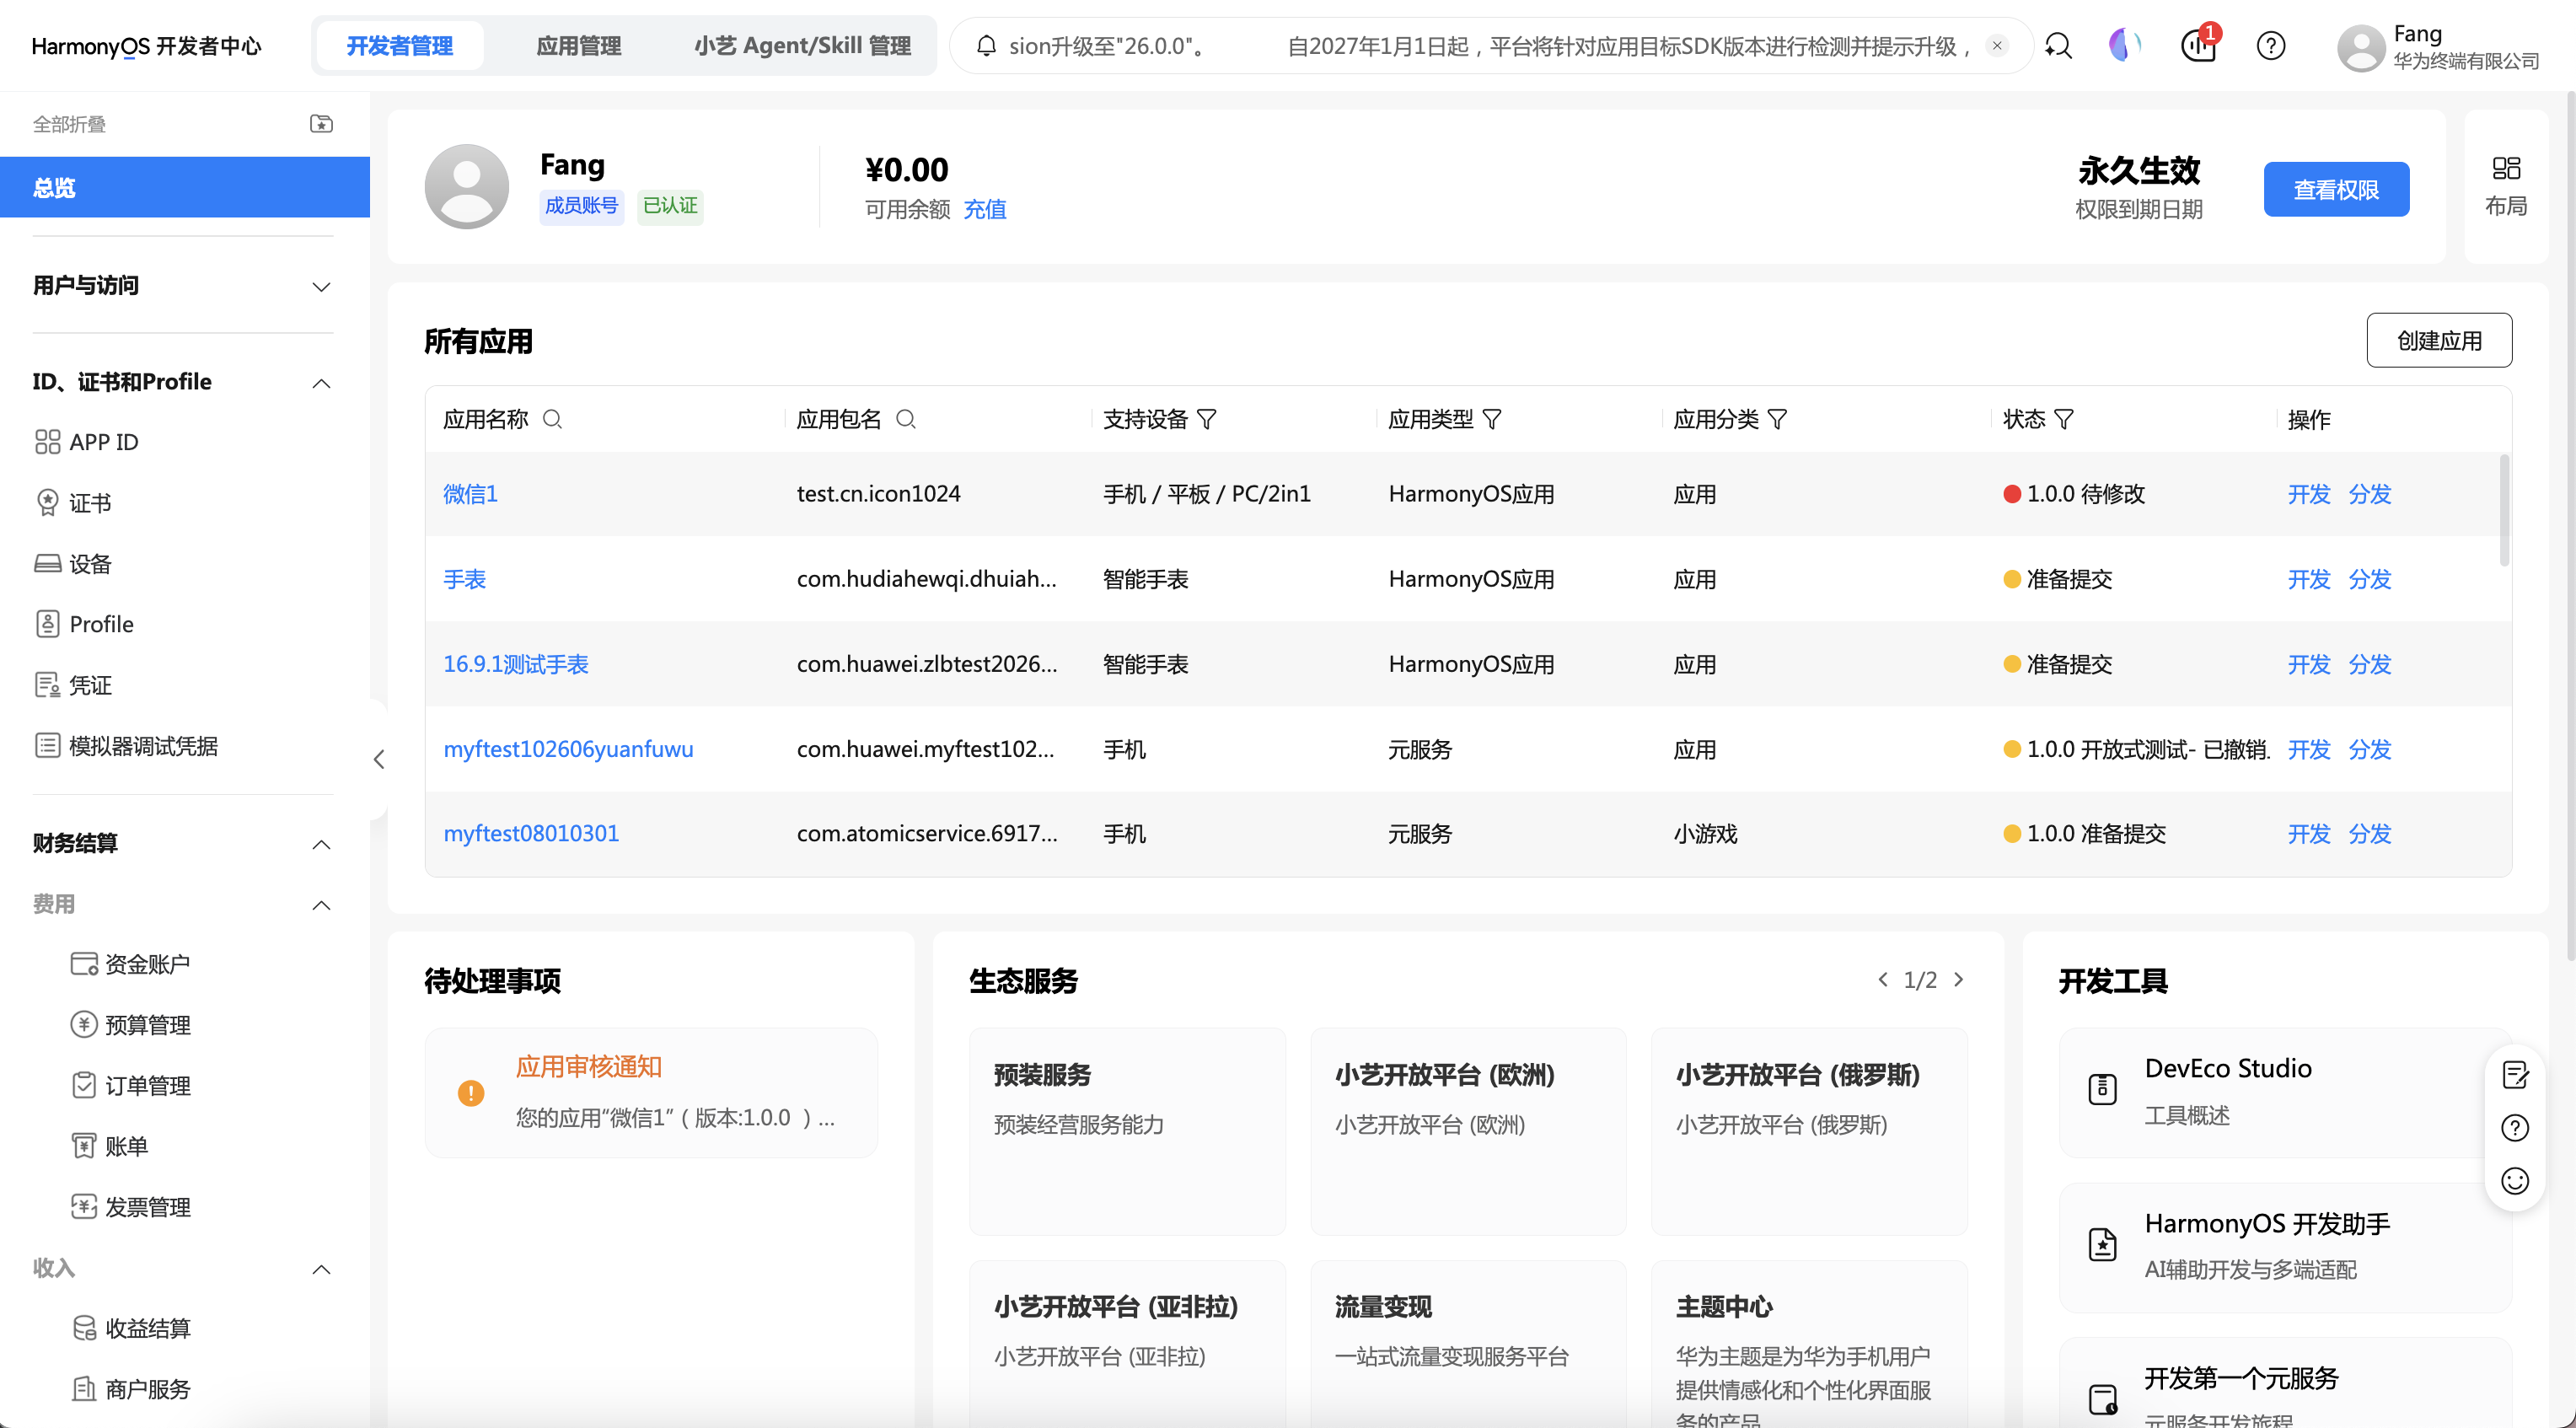 HarmonyOS 开发者中心
开发者管理
应用管理
小艺 Agent/Skill 管理
sion升级至"26.0.0"。 自2027年1月1日起，平台将针对应用目标SDK版本进行检测并提示升级，
1
Fang
华为终端有限公司
全部折叠
总览
用户与访问
ID、证书和Profile
APP ID
证书
设备
Profile
凭证
模拟器调试凭据
财务结算
费用
资金账户
预算管理
订单管理
账单
发票管理
收入
收益结算
商户服务
Fang
成员账号 已认证
¥0.00
可用余额 充值
永久生效
权限到期日期
查看权限
布局
所有应用
创建应用
应用名称 应用包名 支持设备 应用类型 应用分类 状态 操作
微信1 test.cn.icon1024 手机 / 平板 / PC/2in1 HarmonyOS应用 应用 1.0.0 待修改 开发 分发
手表 com.hudiahewqi.dhuiah... 智能手表 HarmonyOS应用 应用 准备提交 开发 分发
16.9.1测试手表 com.huawei.zlbtest2026... 智能手表 HarmonyOS应用 应用 准备提交 开发 分发
myftest102606yuanfuwu com.huawei.myftest102... 手机 元服务 应用 1.0.0 开放式测试- 已撤销. 开发 分发
myftest08010301 com.atomicservice.6917... 手机 元服务 小游戏 1.0.0 准备提交 开发 分发
待处理事项
应用审核通知
您的应用“微信1”（ 版本:1.0.0 ）...
生态服务
1/2
预装服务
预装经营服务能力
小艺开放平台 (欧洲)
小艺开放平台 (欧洲)
小艺开放平台 (俄罗斯)
小艺开放平台 (俄罗斯)
小艺开放平台 (亚非拉)
小艺开放平台 (亚非拉)
流量变现
一站式流量变现服务平台
主题中心
华为主题是为华为手机用户
提供情感化和个性化界面服
务的产品
开发工具
DevEco Studio
工具概述
HarmonyOS 开发助手
AI辅助开发与多端适配
开发第一个元服务
元服务开发旅程